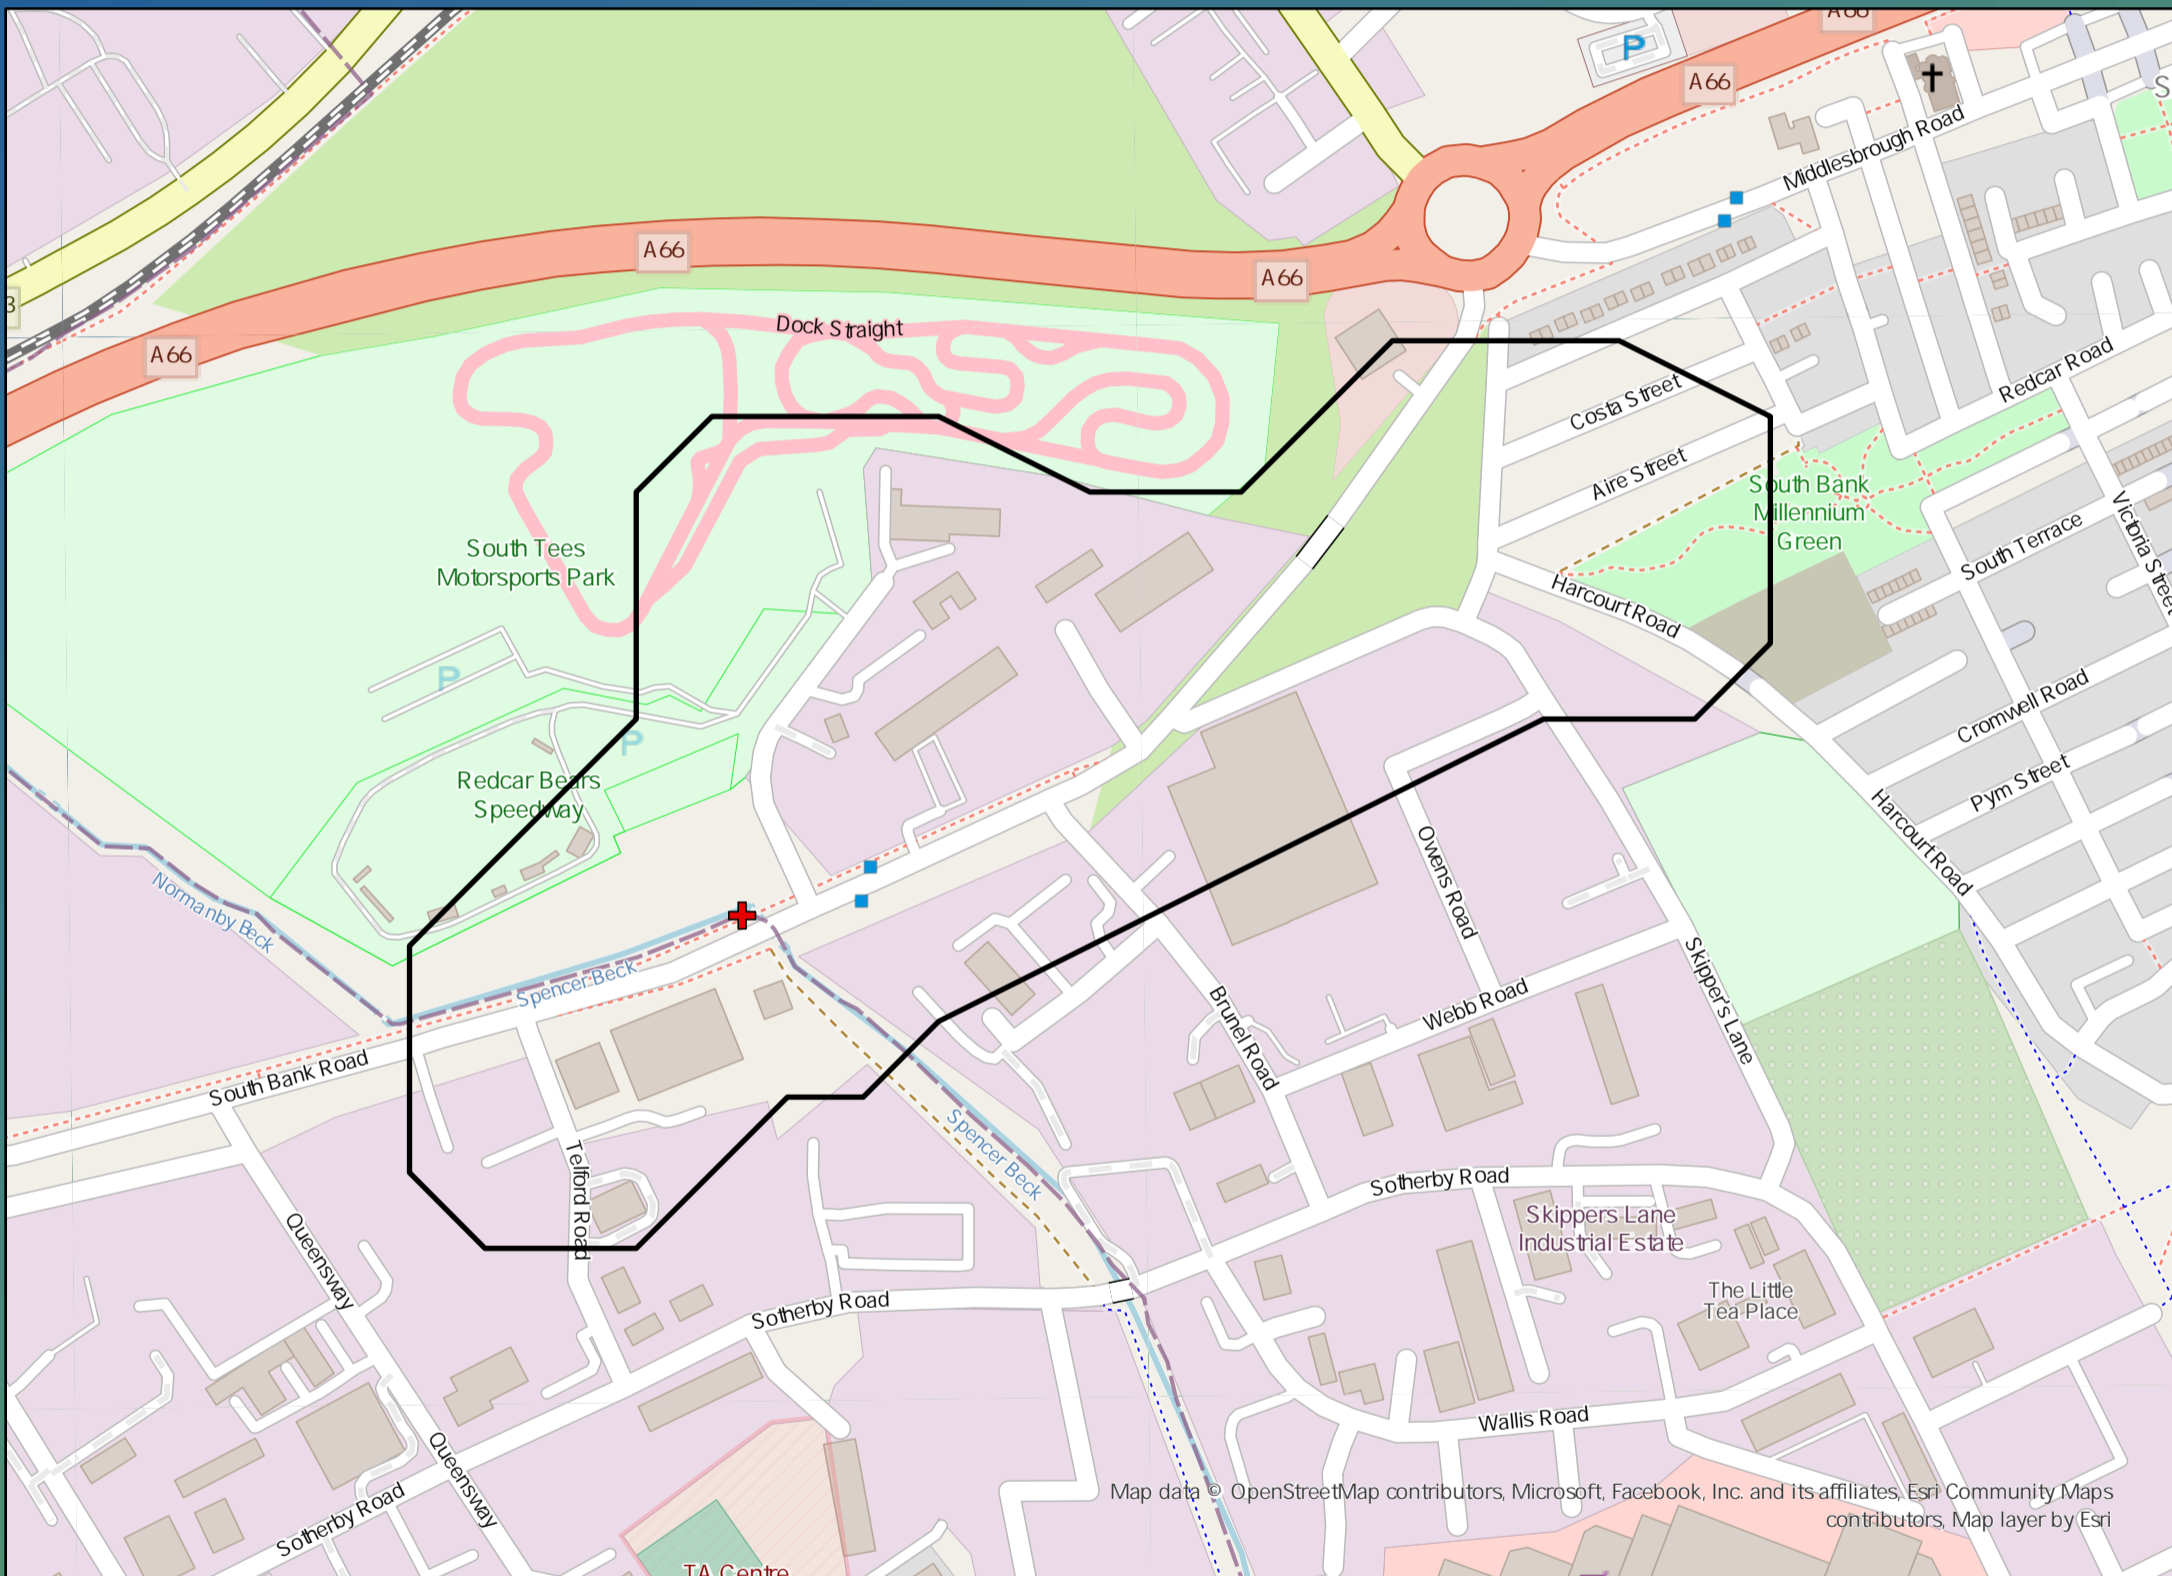 A66
A66
Middlesbrough Road
A66
A66
3
A66
Dock Straight
Redcar Road
Costa Street
Aire Street
South Bank
Millennium
Green
Victoria Street
South Terrace
South Tees
Motorsports Park
Harcourt Road
P
P
P
Cromwell Road
Redcar Bears
Speedway
Pym Street
Harcourt Road
Owens Road
Normanby Beck
Spencer Beck
Skippers Lane
Webb Road
Brunel Road
South Bank Road
Spencer Beck
Telford Road
Sotherby Road
Queensway
Skippers Lane
Industrial Estate
The Little
Tea Place
Sotherby Road
Wallis Road
Queensway
Sotherby Road
Map data © OpenStreetMap contributors, Microsoft, Facebook, Inc. and its affiliates, Esri Community Maps
contributors, Map layer by Esri
TA Centre